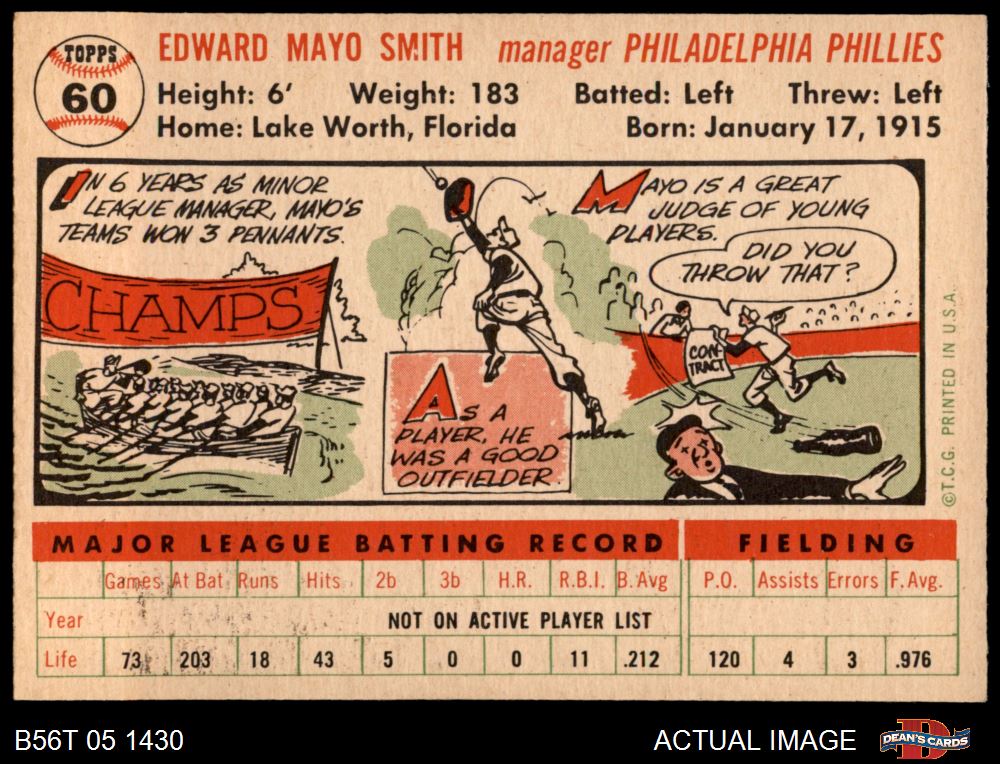 TOPPS
60
EDWARD MAYO SMITH manager PHILADELPHIA PHILLIES
Height: 6' Weight: 183 Batted: Left Threw: Left
Home: Lake Worth, Florida Born: January 17, 1915
IN 6 YEARS AS MINOR
LEAGUE MANAGER, MAYO'S
TEAMS WON 3 PENNANTS.
CHAMPS
AS A
PLAYER, HE
WAS A GOOD
OUTFIELDER
MAYO IS A GREAT
JUDGE OF YOUNG
PLAYERS.
DID YOU
THROW THAT?
CON-
TRACT
©T.C.G. PRINTED IN U.S.A.
MAJOR LEAGUE BATTING RECORD FIELDING
Games At Bat Runs Hits 2b 3b H.R. R.B.I. B. Avg P.O. Assists Errors F. Avg.
Year NOT ON ACTIVE PLAYER LIST
Life 73 203 18 43 5 0 0 11 .212 120 4 3 .976
B56T 05 1430 ACTUAL IMAGE DEAN'S CARDS